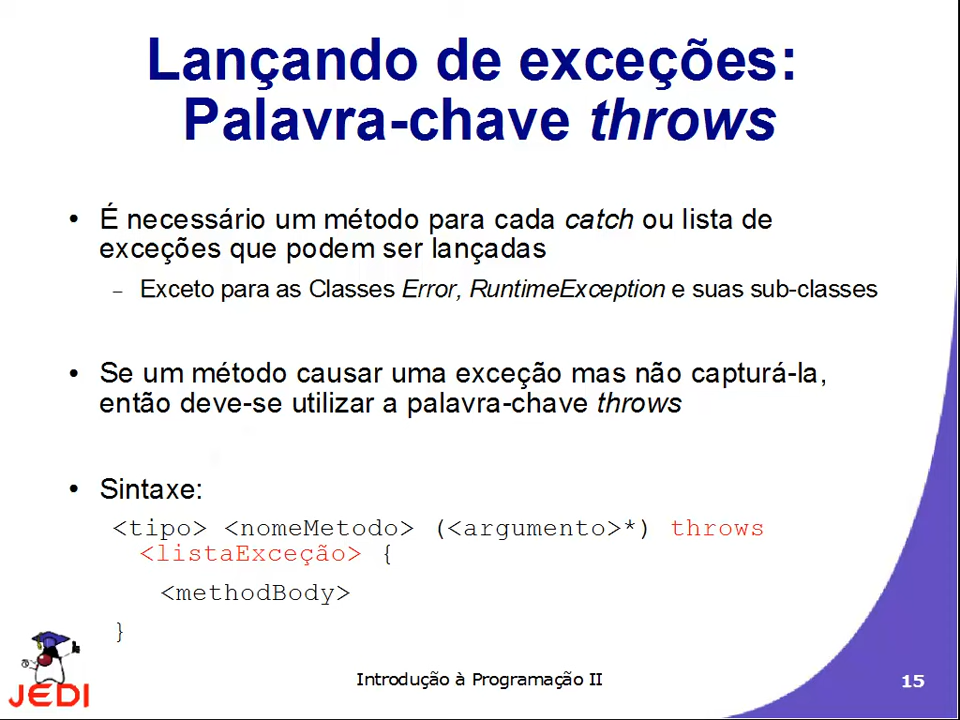 Lançando de exceções:
Palavra-chave throws
• É necessário um método para cada catch ou lista de
exceções que podem ser lançadas
– Exceto para as Classes Error, RuntimeException e suas sub-classes
• Se um método causar uma exceção mas não capturá-la,
então deve-se utilizar a palavra-chave throws
• Sintaxe:
<tipo> <nomeMetodo> (<argumento>*) throws
<listaExceção> {
<methodBody>
}
JEDI
Introdução à Programação II
15